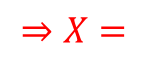 ⇒ X =